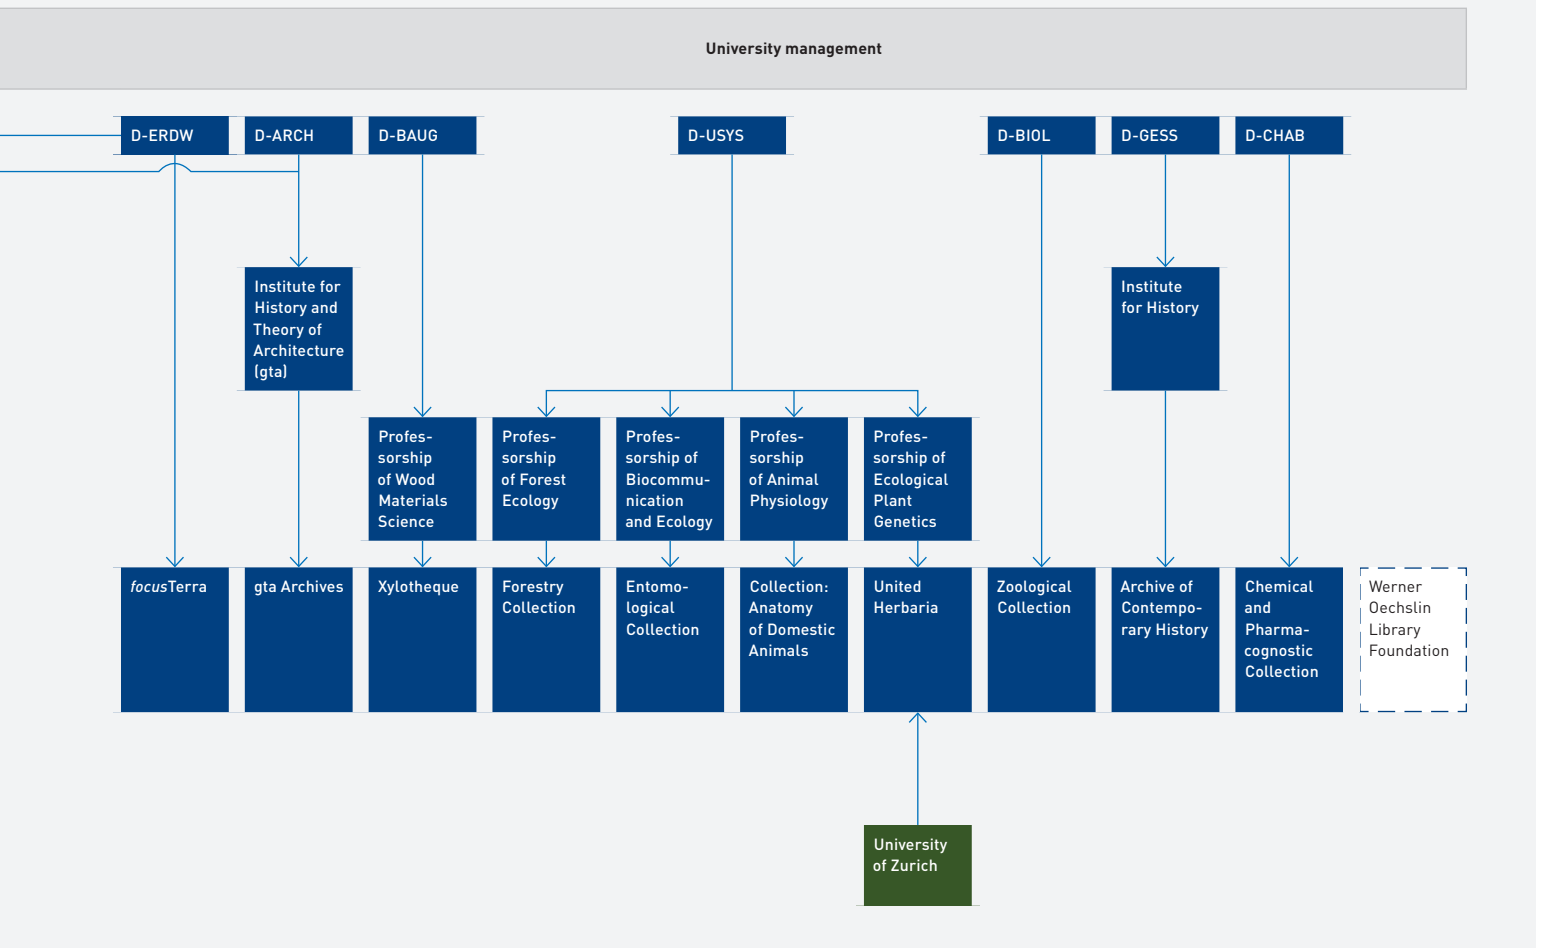 University management
D-ERDW
D-ARCH
D-BAUG
D-USYS
D-BIOL
D-GESS
D-CHAB
Institute for
History and
Theory of
Architecture
(gta)
Institute
for History
Profes-
sorship
of Wood
Materials
Science
Profes-
sorship
of Forest
Ecology
Profes-
sorship of
Biocommu-
nication
and Ecology
Profes-
sorship
of Animal
Physiology
Profes-
sorship of
Ecological
Plant
Genetics
focusTerra
gta Archives
Xylotheque
Forestry
Collection
Entomo-
logical
Collection
Collection:
Anatomy
of Domestic
Animals
United
Herbaria
Zoological
Collection
Archive of
Contempo-
rary History
Chemical
and
Pharma-
cognostic
Collection
Werner
Oechslin
Library
Foundation
University
of Zurich